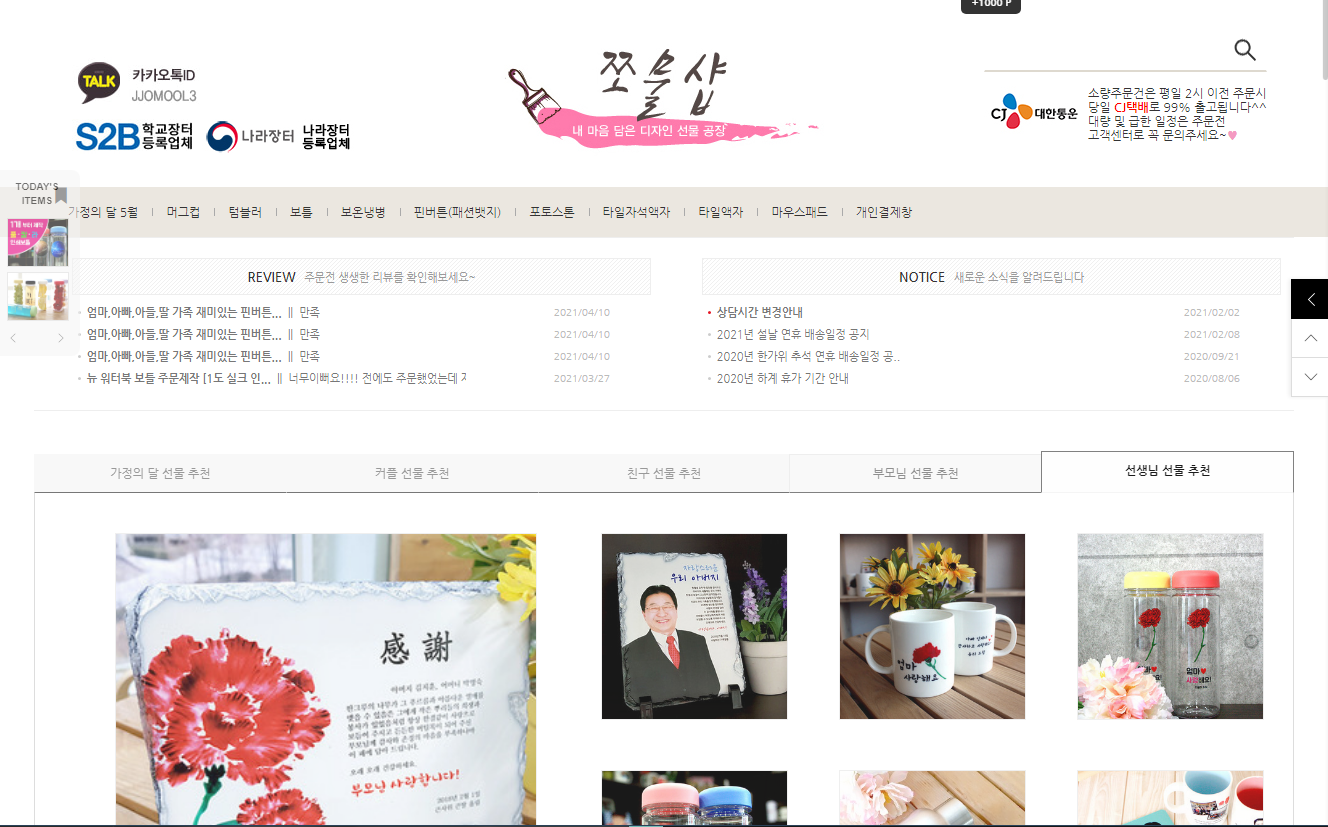 +1000 P
TALK
카카오톡ID
JJOMOOL3
S2B 학교장터
등록업체
나라장터
나라장터
등록업체
쪼물샵
내 마음 담은 디자인 선물 공장
CJ 대한통운
소량주문건은 평일 2시 이전 주문시
당일 CJ택배로 99% 출고됩니다^^
대량 및 급한 일정은 주문전
고객센터로 꼭 문의주세요~♥
TODAY'S
ITEMS
가정의 달 5월
머그컵
텀블러
보틀
보온냉병
핀버튼(패션뱃지)
포토스톤
타일자석액자
타일액자
마우스패드
개인결제창
REVIEW 주문전 생생한 리뷰를 확인해보세요~
엄마,아빠,아들,딸 가족 재미있는 핀버튼... || 만족 2021/04/10
엄마,아빠,아들,딸 가족 재미있는 핀버튼... || 만족 2021/04/10
엄마,아빠,아들,딸 가족 재미있는 핀버튼... || 만족 2021/04/10
뉴 워터북 보틀 주문제작 [1도 실크 인... || 너무이뻐요!!!! 전에도 주문했었는데 2021/03/27
NOTICE 새로운 소식을 알려드립니다
상담시간 변경안내 2021/02/02
2021년 설날 연휴 배송일정 공지 2021/02/08
2020년 한가위 추석 연휴 배송일정 공.. 2020/09/21
2020년 하계 휴가 기간 안내 2020/08/06
가정의 달 선물 추천
커플 선물 추천
친구 선물 추천
부모님 선물 추천
선생님 선물 추천
感謝
부모님 사랑합니다!
우리 아버지
엄마
사랑해요
엄마♥
사랑해요!